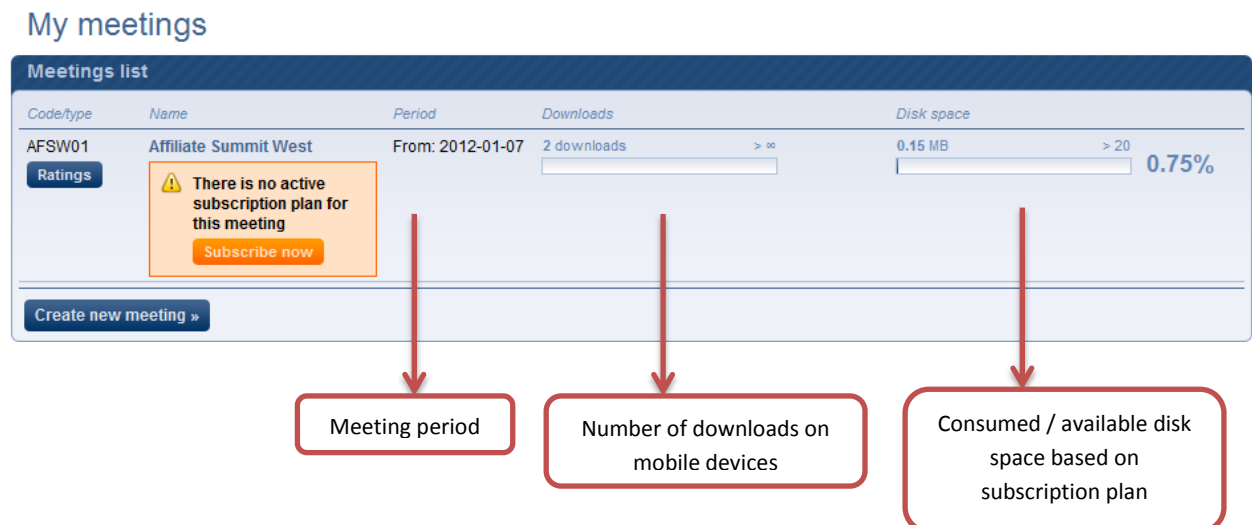 My meetings
Meetings list
Code/type Name Period Downloads Disk space
AFSW01 Affiliate Summit West From: 2012-01-07 2 downloads > ∞ 0.15 MB > 20
0.75%
Ratings
There is no active
subscription plan for
this meeting
Subscribe now
Create new meeting »
Meeting period
Number of downloads on
mobile devices
Consumed / available disk
space based on
subscription plan